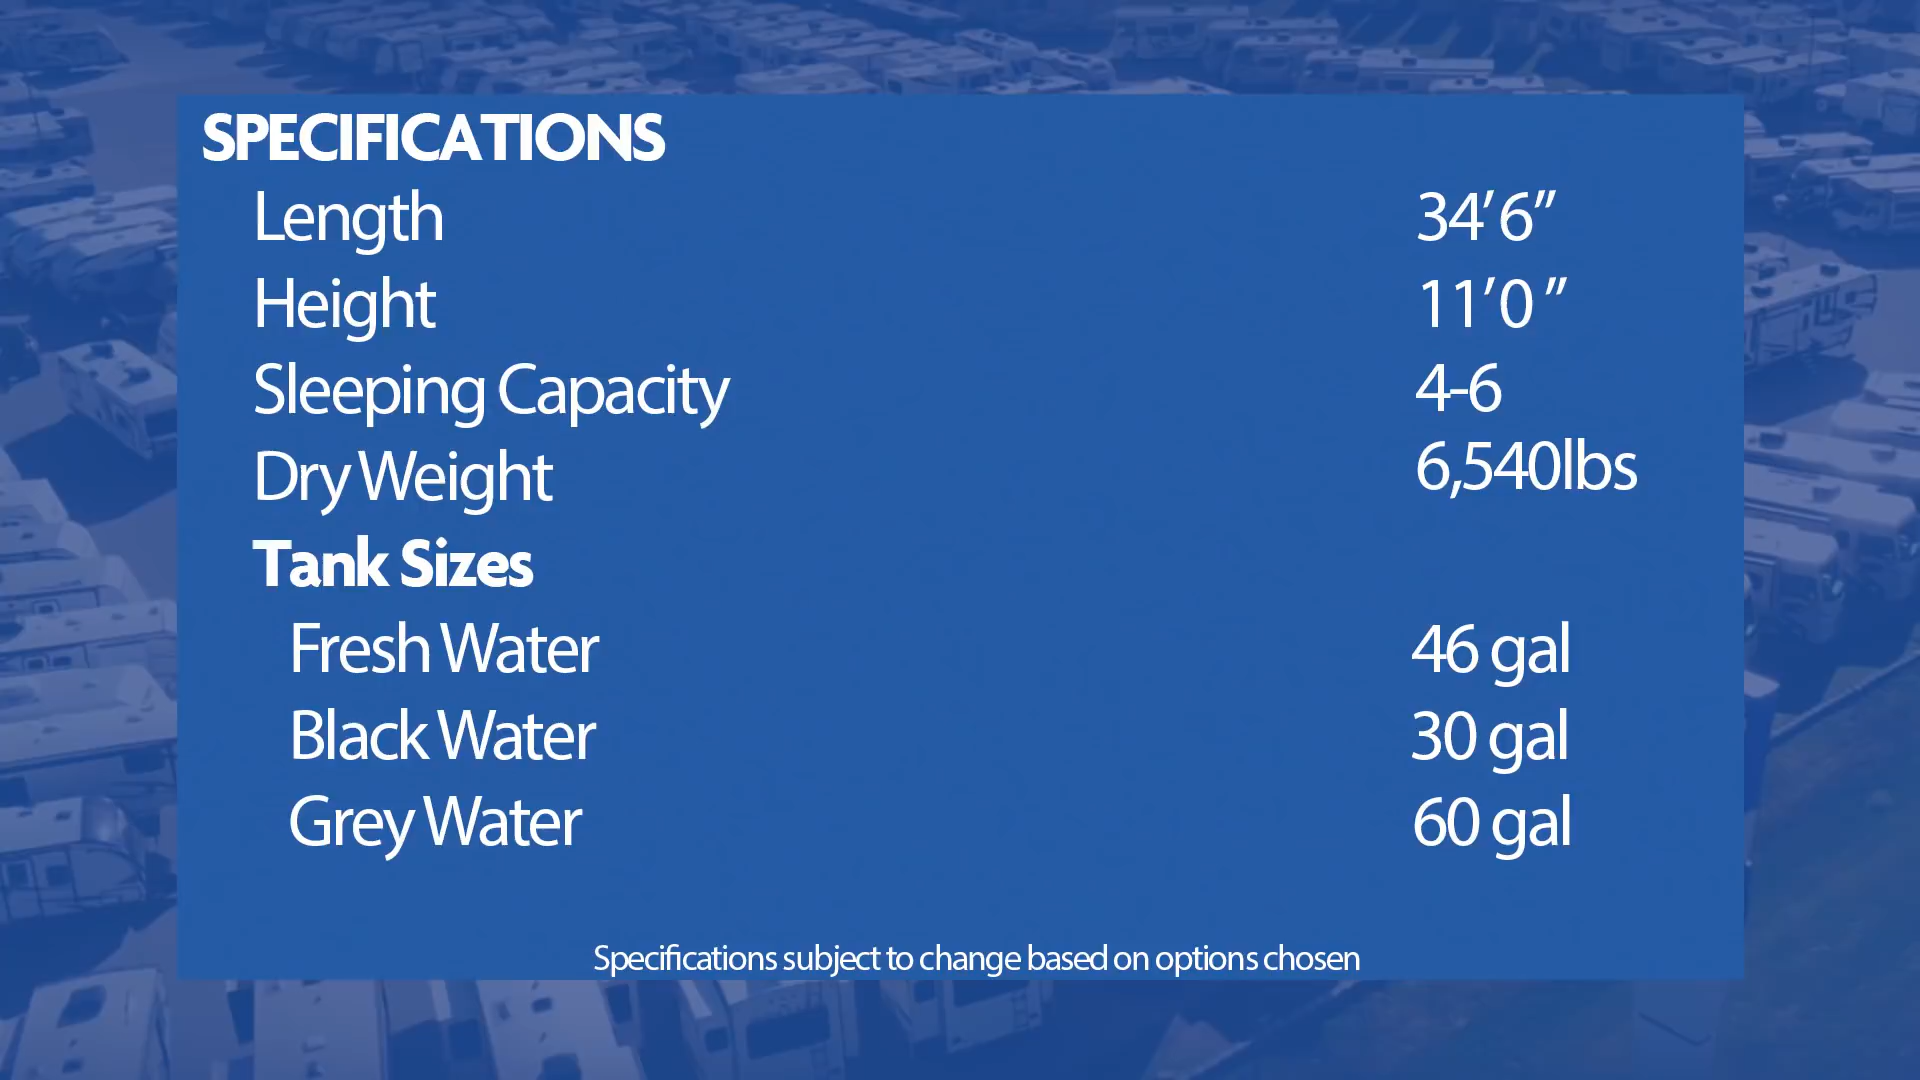 SPECIFICATIONS
Length 34’6”
Height 11’0 ”
Sleeping Capacity 4-6
Dry Weight 6,540lbs
Tank Sizes
Fresh Water 46 gal
Black Water 30 gal
Grey Water 60 gal
Specifications subject to change based on options chosen